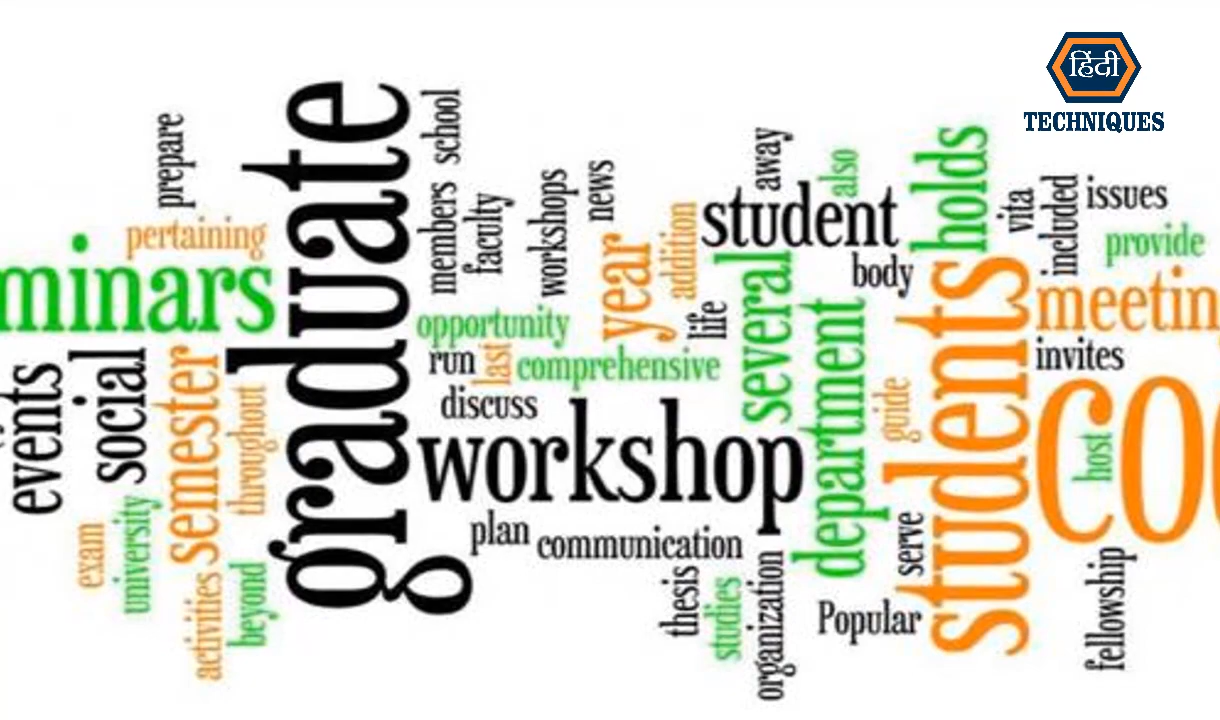 हिंदी
TECHNIQUES
prepare
pertaining
minars
events
social
semester
throughout
exam
university
activities
beyond
graduate
members
school
faculty
workshops
news
opportunity
year
addition
run
last
comprehensive
life
discuss
workshop
plan
communication
thesis
studies
organization
away
also
student
body
several
department
holds
guide
students
serve
Popular
vita
included
issues
provide
meetin
invites
host
fellowship